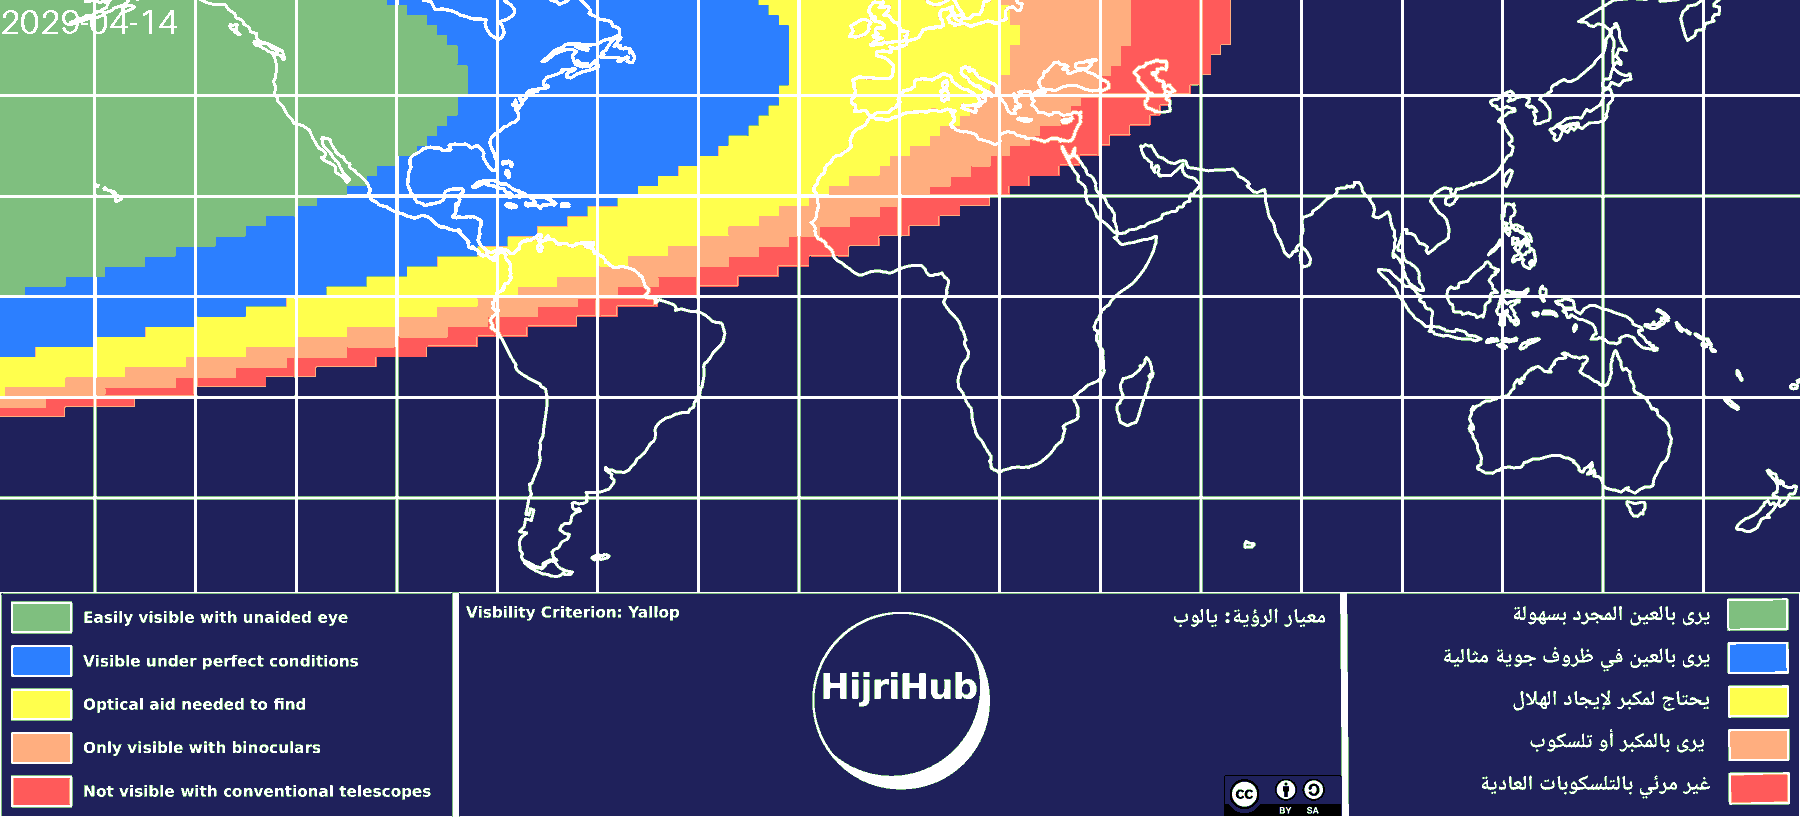 2029-04-14
Easily visible with unaided eye
Visible under perfect conditions
Optical aid needed to find
Only visible with binoculars
Not visible with conventional telescopes
Visbility Criterion: Yallop
معيار الرؤية: يالوب
HijriHub
cc
BY SA
يرى بالعين المجرد بسهولة
يرى بالعين في ظروف جوية مثالية
يحتاج لمكبر لإيجاد الهلال
يرى بالمكبر أو تلسكوب
غير مرئي بالتلسكوبات العادية